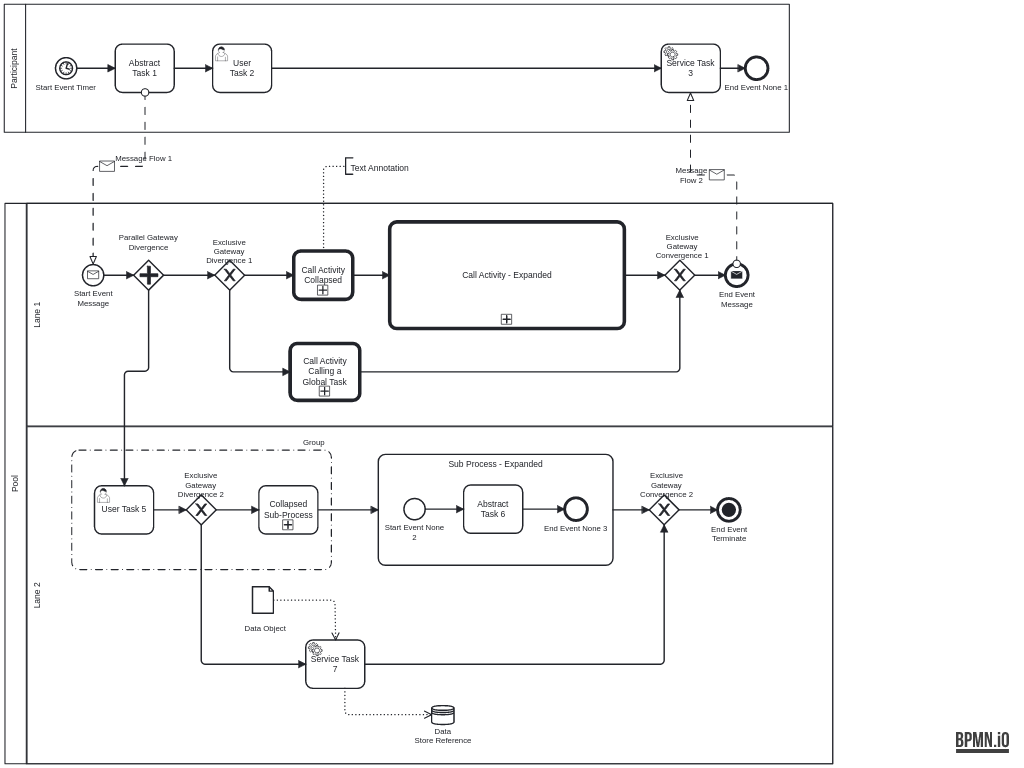 Participant
Start Event Timer
Abstract
Task 1
User
Task 2
Service Task
3
End Event None 1
Message Flow 1
Text Annotation
Message
Flow 2
Pool
Lane 1
Start Event
Message
Parallel Gateway
Divergence
Exclusive
Gateway
Divergence 1
Call Activity
Collapsed
Call Activity - Expanded
Exclusive
Gateway
Convergence 1
End Event
Message
Call Activity
Calling a
Global Task
Lane 2
Group
User Task 5
Exclusive
Gateway
Divergence 2
Collapsed
Sub-Process
Sub Process - Expanded
Start Event None
2
Abstract
Task 6
End Event None 3
Exclusive
Gateway
Convergence 2
End Event
Terminate
Data Object
Service Task
7
Data
Store Reference
BPMN.iO